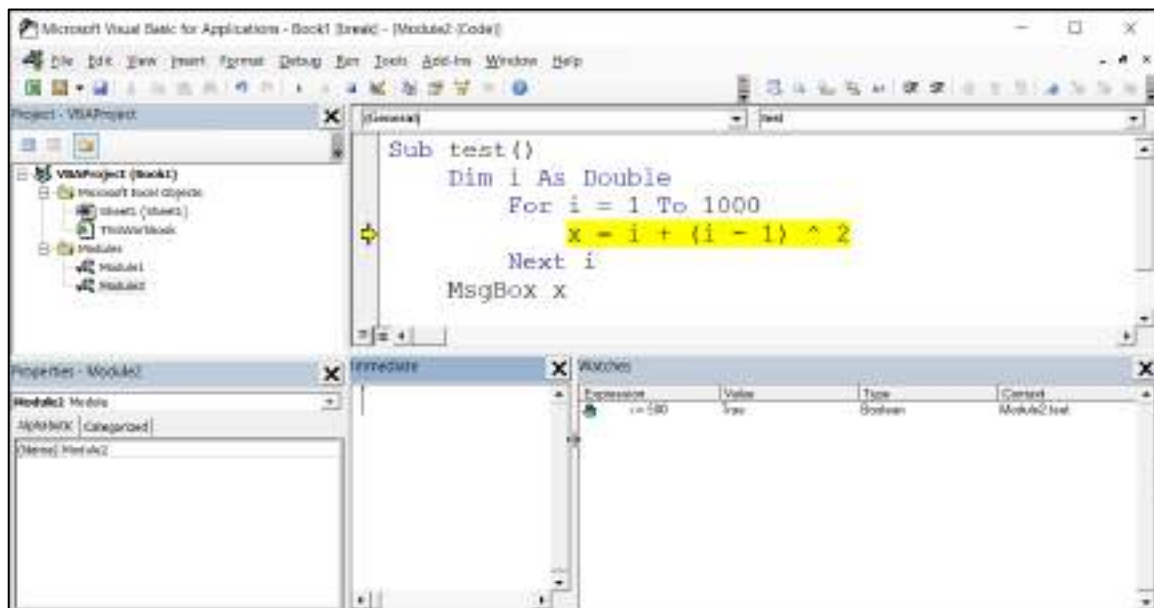 Microsoft Visual Basic for Applications - Book1 [break] - [Module2 (Code)]
File Edit View Insert Format Debug Run Tools Add-Ins Window Help
Project - VBAProject
VBAProject (Book1)
Microsoft Excel Objects
Sheet1 (Sheet1)
ThisWorkbook
Modules
Module1
Module2
(General)
test
Sub test()
Dim i As Double
For i = 1 To 1000
x = i + (i - 1) ^ 2
Next i
MsgBox x
Properties - Module2
Module2 Module
Alphabetic Categorized
(Name) Module2
Immediate
Watches
Expression Value Type Context
i = 500 True Boolean Module2.test